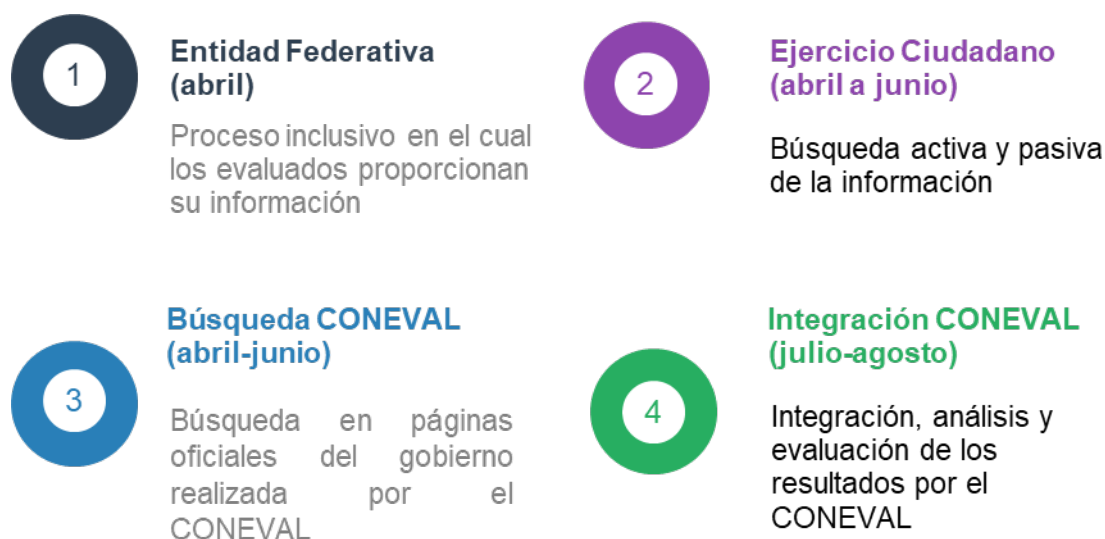 1
Entidad Federativa
(abril)
Proceso inclusivo en el cual
los evaluados proporcionan
su información
2
Ejercicio Ciudadano
(abril a junio)
Búsqueda activa y pasiva
de la información
3
Búsqueda CONEVAL
(abril-junio)
Búsqueda en páginas
oficiales del gobierno
realizada por el
CONEVAL
4
Integración CONEVAL
(julio-agosto)
Integración, análisis y
evaluación de los
resultados por el
CONEVAL